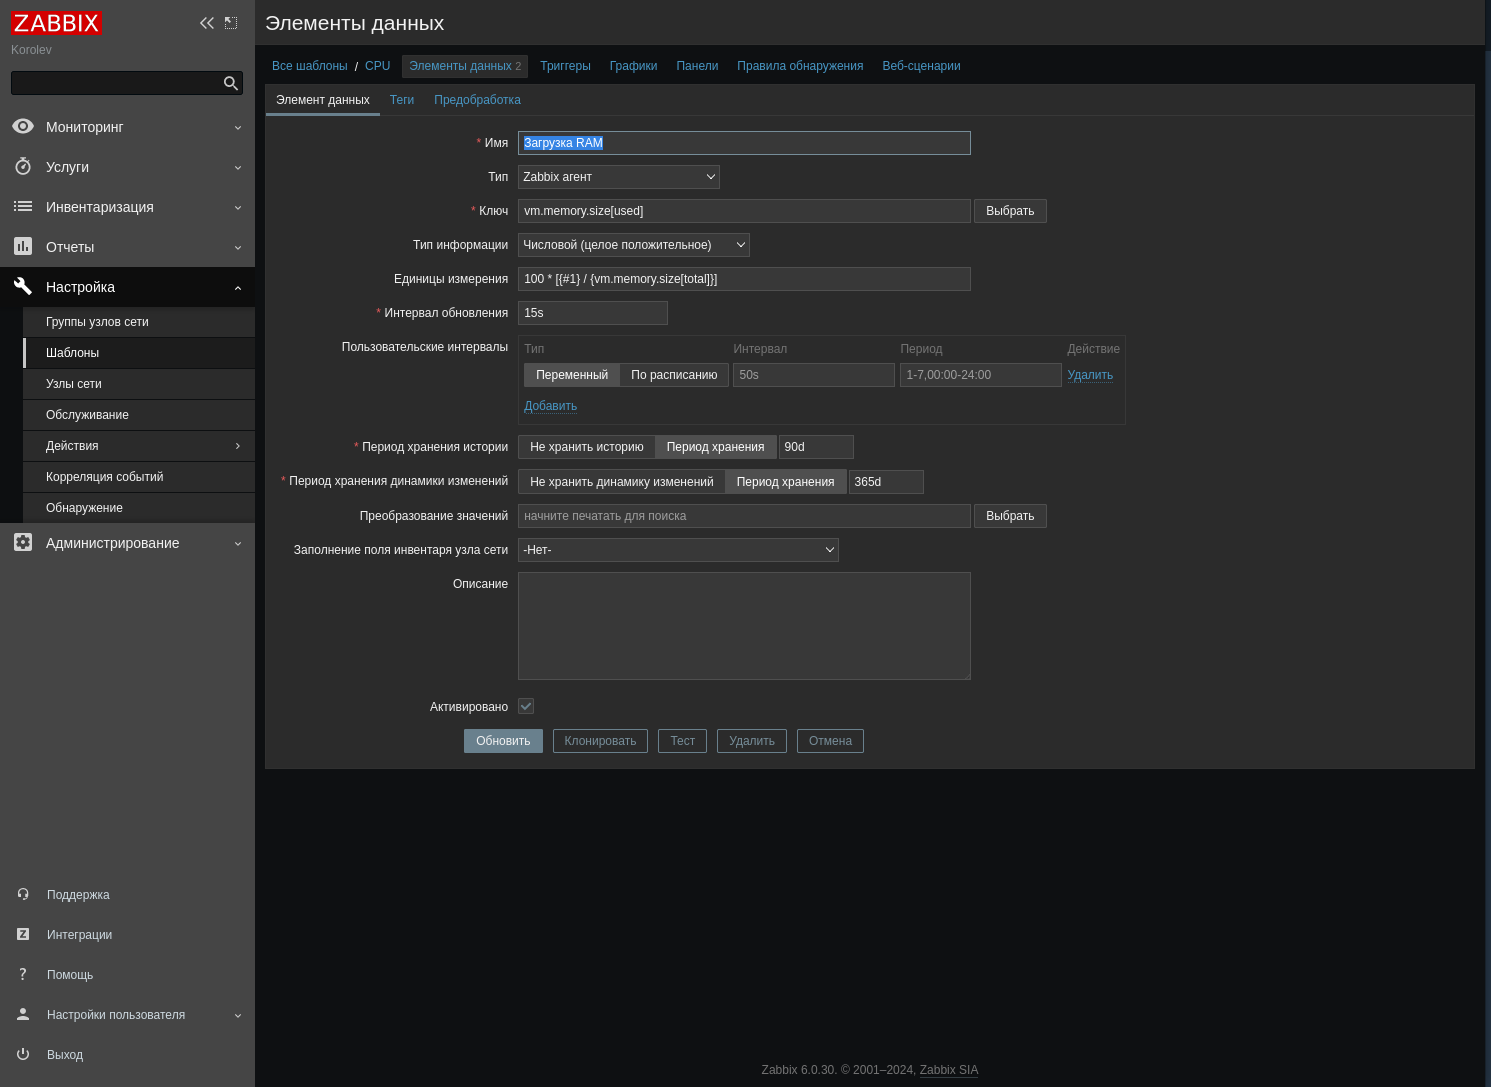 ZABBIX
Korolev
Мониторинг
Услуги
Инвентаризация
Отчеты
Настройка
Группы узлов сети
Шаблоны
Узлы сети
Обслуживание
Действия
Корреляция событий
Обнаружение
Администрирование
Поддержка
Интеграции
Помощь
Настройки пользователя
Выход
Элементы данных
Все шаблоны / CPU Элементы данных 2 Триггеры Графики Панели Правила обнаружения Веб-сценарии
Элемент данных Теги Предобработка
* Имя Загрузка RAM
Тип Zabbix агент
* Ключ vm.memory.size[used] Выбрать
Тип информации Числовой (целое положительное)
Единицы измерения 100 * [{#1} / {vm.memory.size[total]}]
* Интервал обновления 15s
Пользовательские интервалы Тип Интервал Период Действие
Переменный По расписанию 50s 1-7,00:00-24:00 Удалить
Добавить
* Период хранения истории Не хранить историю Период хранения 90d
* Период хранения динамики изменений Не хранить динамику изменений Период хранения 365d
Преобразование значений начните печатать для поиска Выбрать
Заполнение поля инвентаря узла сети -Нет-
Описание
Активировано
Обновить Клонировать Тест Удалить Отмена
Zabbix 6.0.30. © 2001–2024, Zabbix SIA